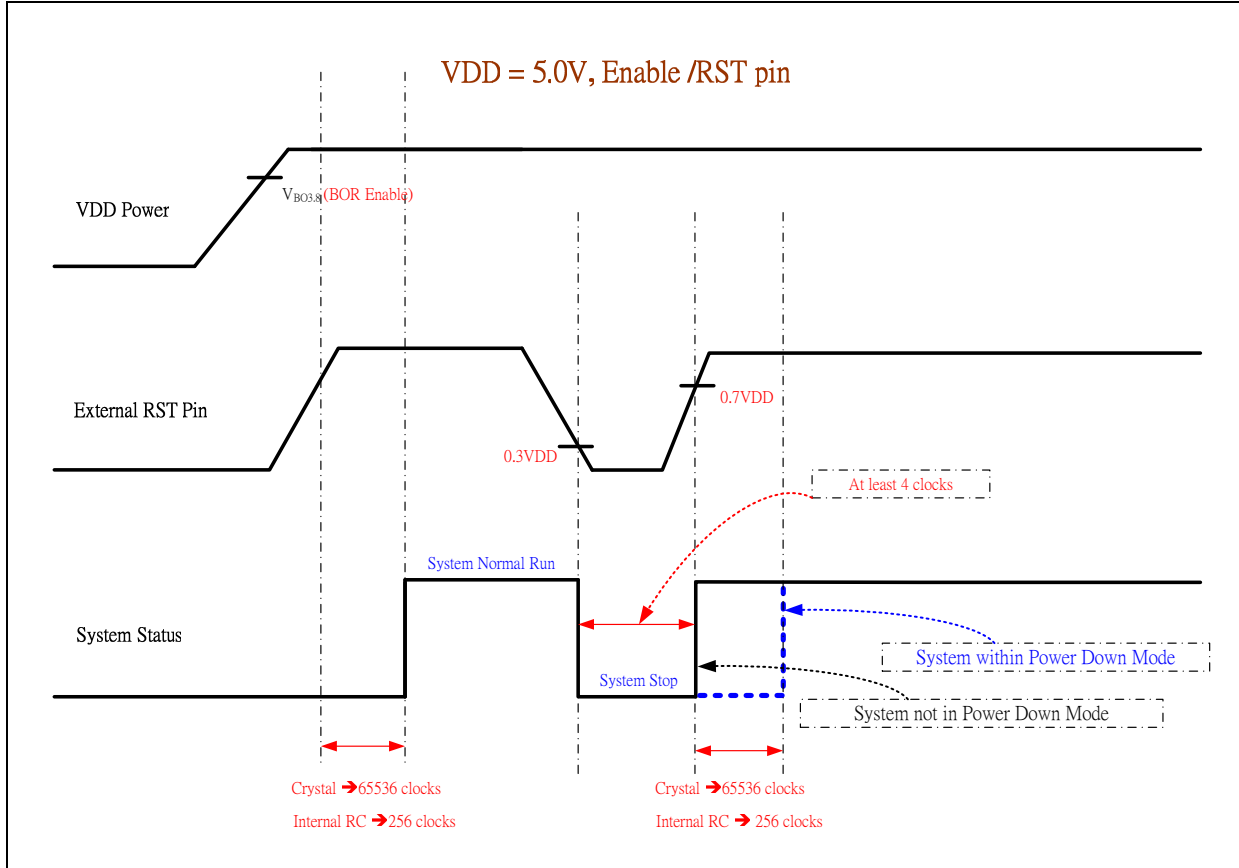 VDD = 5.0V, Enable /RST pin
VBO3.8 (BOR Enable)
VDD Power
0.7VDD
External RST Pin
0.3VDD
At least 4 clocks
System Normal Run
System Status
System within Power Down Mode
System Stop
System not in Power Down Mode
Crystal ➔65536 clocks
Internal RC ➔256 clocks
Crystal ➔65536 clocks
Internal RC ➔ 256 clocks